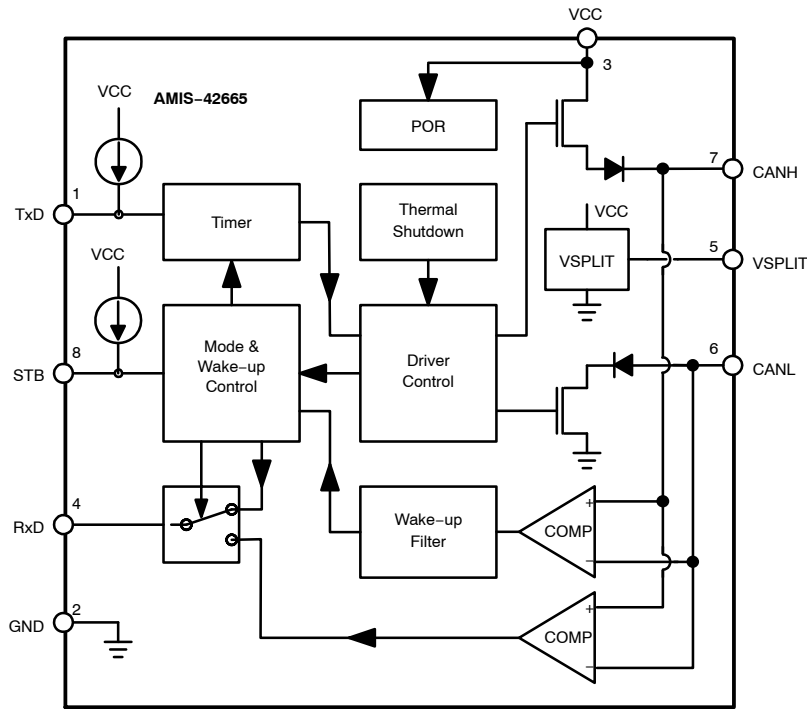 VCC
3
VCC
AMIS−42665
POR
7
CANH
1
TxD
Timer
Thermal
Shutdown
VCC
VSPLIT
5
VSPLIT
VCC
8
STB
Mode &
Wake−up
Control
Driver
Control
6
CANL
4
RxD
Wake−up
Filter
+
COMP
−
2
GND
+
COMP
−